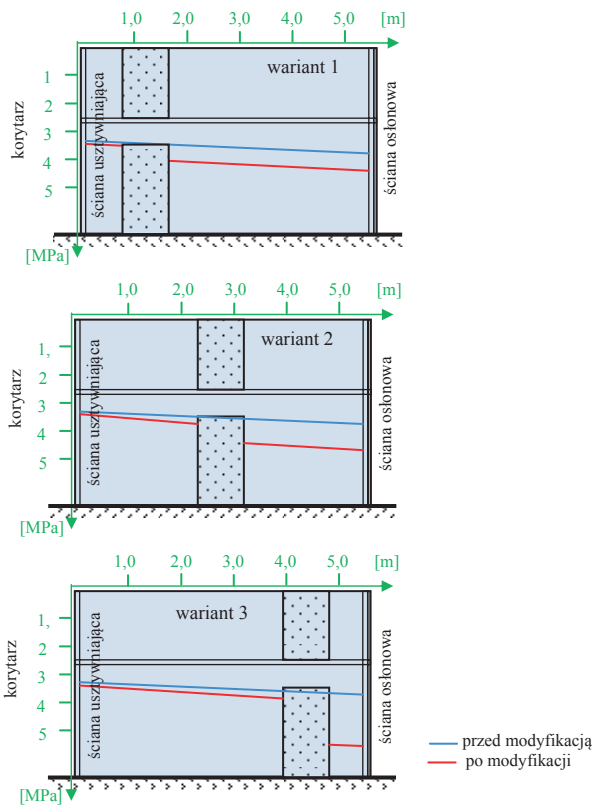 1,0 2,0 3,0 4,0 5,0 [m]
wariant 1
1
2
3
4
5
korytarz
ściana usztywniająca
ściana osłonowa
[MPa]
1,0 2,0 3,0 4,0 5,0 [m]
wariant 2
1,
2
3
4
5
korytarz
ściana usztywniająca
ściana osłonowa
[MPa]
1,0 2,0 3,0 4,0 5,0 [m]
wariant 3
1,
2
3
4
5
korytarz
ściana usztywniająca
ściana osłonowa
[MPa]
przed modyfikacją
po modyfikacji